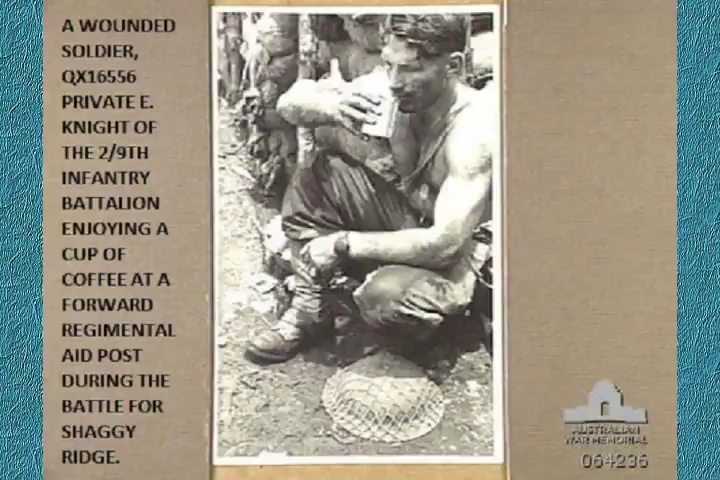 A WOUNDED
SOLDIER,
QX16556
PRIVATE E.
KNIGHT OF
THE 2/9TH
INFANTRY
BATTALION
ENJOYING A
CUP OF
COFFEE AT A
FORWARD
REGIMENTAL
AID POST
DURING THE
BATTLE FOR
SHAGGY
RIDGE.
AUSTRALIAN
WAR MEMORIAL
064236